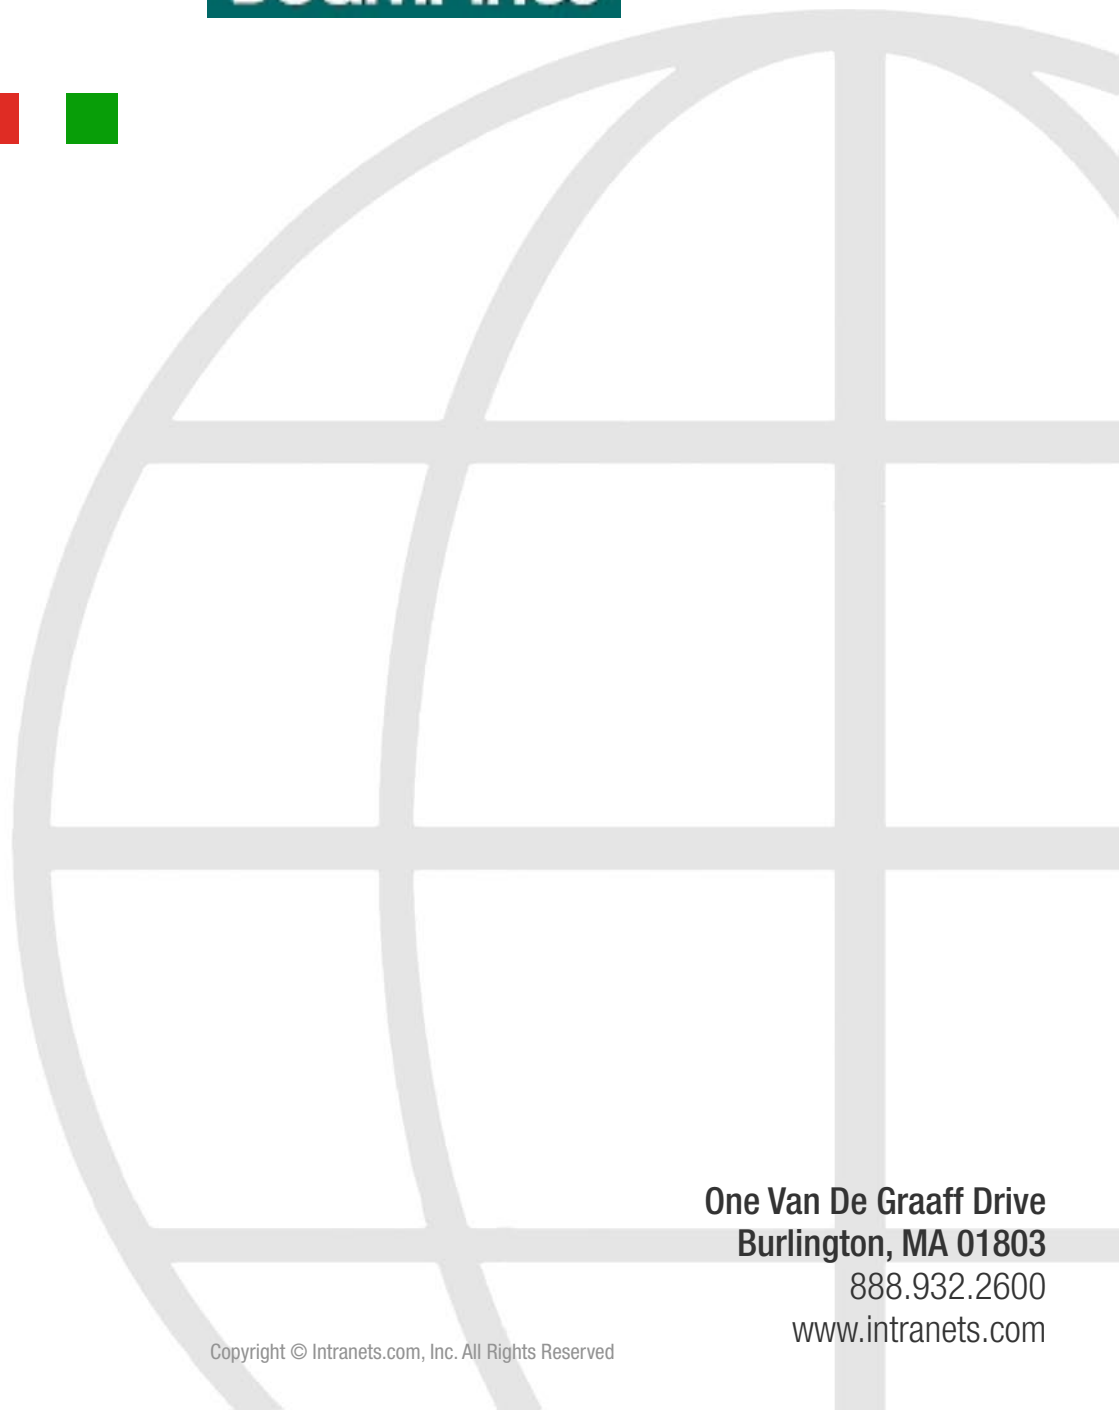 One Van De Graaff Drive
Burlington, MA 01803
888.932.2600
www.intranets.com
Copyright © Intranets.com, Inc. All Rights Reserved